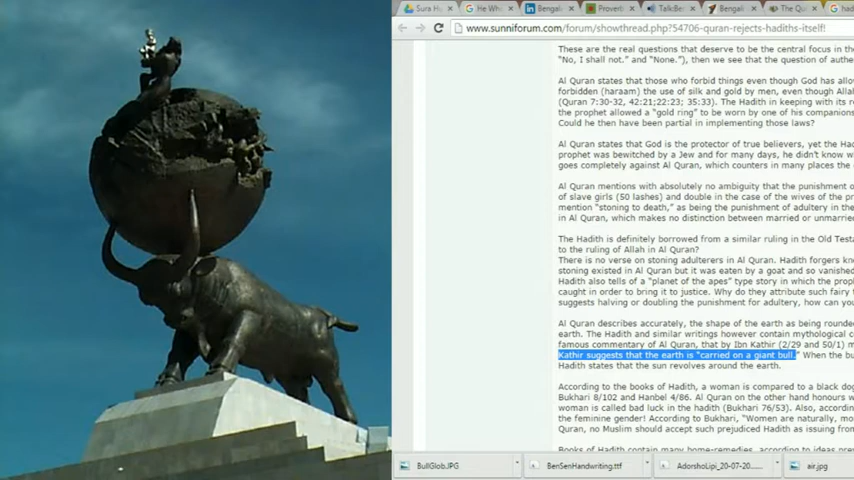 Sura H
He Wh
Bengali
Proverb
TalkBe
Bengali
The Qu
had
www.sunniforum.com/forum/showthread.php?54706-quran-rejects-hadiths-itself!
These are the real questions that deserve to be the central focus in the
"No, I shall not." and "None."), then we see that the question of authe
Al Quran states that those who forbid things even though God has allo
forbidden (haraam) the use of silk and gold by men, even though Allah
(Quran 7:30-32, 42:21;22:23; 35:33). The Hadith in keeping with its re
the prophet allowed a "gold ring" to be worn by one of his companions
Could he then have been partial in implementing those laws?
Al Quran states that God is the protector of true believers, yet the Had
prophet was bewitched by a Jew and for many days, he didn't know w
goes completely against Al Quran, which counters in many places the
Al Quran mentions with absolutely no ambiguity that the punishment o
of slave girls (50 lashes) and double in the case of the wives of the pr
mention "stoning to death," as being the punishment of adultery in the
in Al Quran, which makes no distinction between married or unmarrie
The Hadith is definitely borrowed from a similar ruling in the Old Testa
to the ruling of Allah in Al Quran?
There is no verse on stoning adulterers in Al Quran. Hadith forgers kno
stoning existed in Al Quran but it was eaten by a goat and so vanished
Hadith also tells of a "planet of the apes" type story in which the proph
caught in order to bring it to justice. Why do they attribute such fairy
suggests halving or doubling the punishment for adultery, how can you
Al Quran describes accurately, the shape of the earth as being rounde
earth. The Hadith and similar writings however contain mythological c
famous commentary of Al Quran, that by Ibn Kathir (2/29 and 50/1) m
Kathir suggests that the earth is "carried on a giant bull." When the bu
Hadith states that the sun revolves around the earth.
According to the books of Hadith, a woman is compared to a black dog
Bukhari 8/102 and Hanbel 4/86. Al Quran on the other hand honours w
woman is called bad luck in the hadith (Bukhari 76/53). Also, accordin
the feminine gender! According to Bukhari, "Women are naturally, mo
Quran, no Muslim should accept such prejudiced Hadith as issuing from
Books of Hadith contain many home-remedies, according to ideas pre
BullGlob.JPG
BenSenHandwriting.ttf
AdorshoLipi_20-07-20....
air.jpg